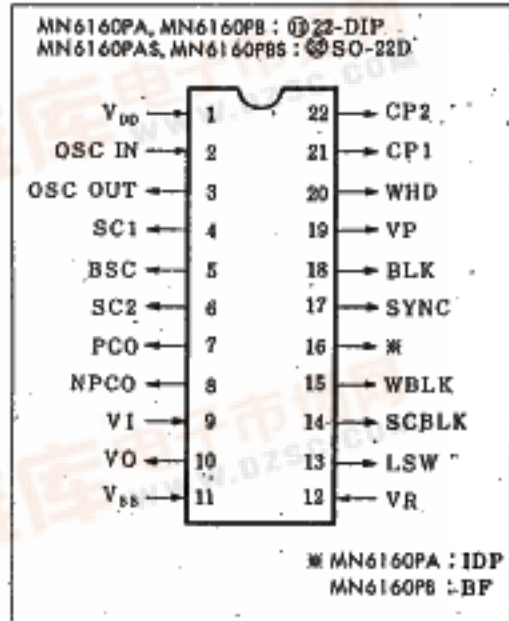 MN6160PA, MN6160PB : ⑪ 22-DIP
MN6160PAS, MN6160PBS : SO-22D
VDD 1 22 CP2
OSC IN 2 21 CP1
OSC OUT 3 20 WHD
SC1 4 19 VP
BSC 5 18 BLK
SC2 6 17 SYNC
PCO 7 16 ※
NPCO 8 15 WBLK
VI 9 14 SCBLK
VO 10 13 LSW
VSS 11 12 VR
※ MN6160PA : IDP
MN6160PB : BF